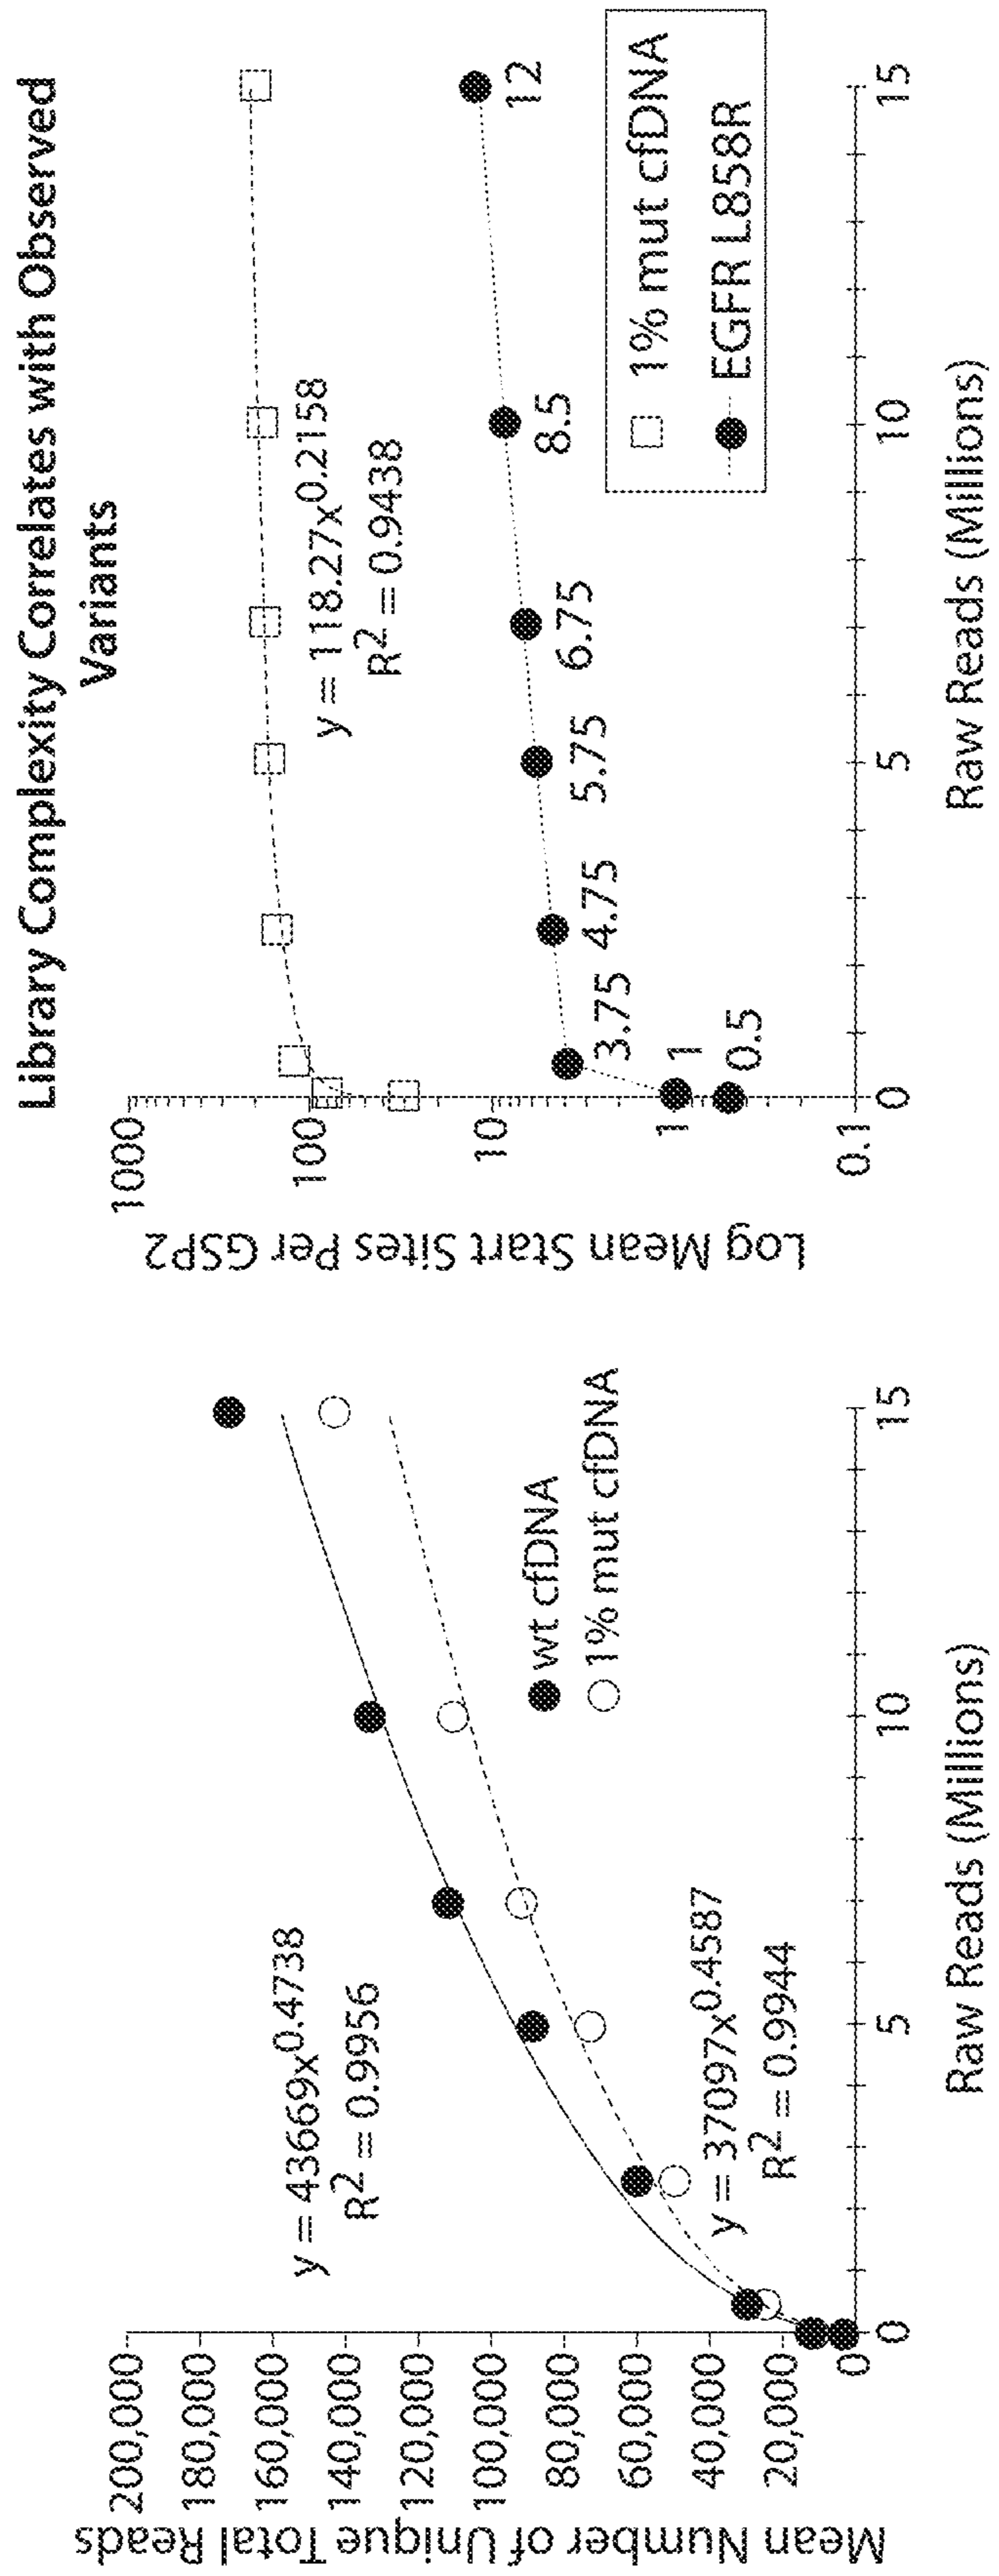 Mean Number of Unique Total Reads
200,000
180,000
160,000
140,000
120,000
100,000
80,000
60,000
40,000
20,000
0
y = 43669x^0.4738
R^2 = 0.9956
y = 37097x^0.4587
R^2 = 0.9944
wt cfDNA
1% mut cfDNA
0
5
10
15
Raw Reads (Millions)
Library Complexity Correlates with Observed
Variants
Log Mean Start Sites Per GSP2
1000
100
10
1
0.1
y = 118.27x^0.2158
R^2 = 0.9438
0.5
1
3.75
4.75
5.75
6.75
8.5
12
1% mut cfDNA
EGFR L858R
0
5
10
15
Raw Reads (Millions)